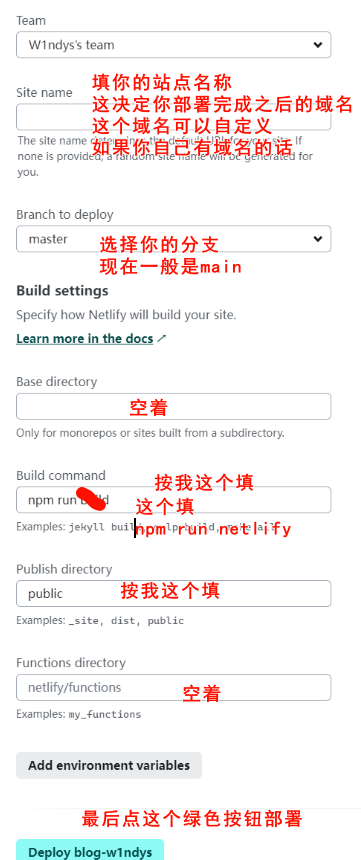 Team
W1ndys's team
Site name
填你的站点名称
这决定你部署完成之后的域名
这个域名可以自定义
如果你自已有域名的话
The site name determines the default URL for your site. If
none is provided, a random site name will be generated for
you.
Branch to deploy
master
选择你的分支
现在一般是main
Build settings
Specify how Netlify will build your site.
Learn more in the docs ↗
Base directory
空着
Only for monorepos or sites built from a subdirectory.
Build command
按我这个填
npm run
这个填
npm run netlify
Examples: jekyll build,
Publish directory
按我这个填
public
Examples: _site, dist, public
Functions directory
netlify/functions
空着
Examples: my_functions
Add environment variables
最后点这个绿色按钮部署
Deploy blog-w1ndys